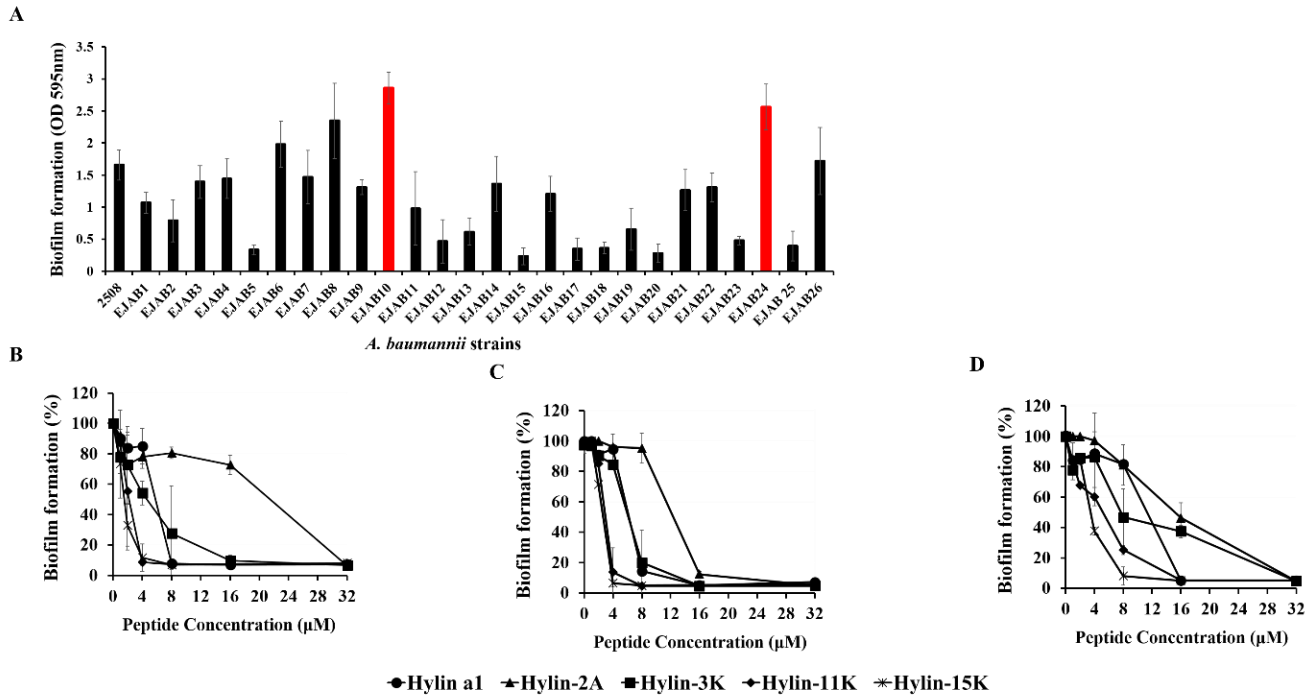 A
Biofilm formation (OD 595nm)
3.5
3
2.5
2
1.5
1
0.5
0
2508 EJAB1 EJAB2 EJAB3 EJAB4 EJAB5 EJAB6 EJAB7 EJAB8 EJAB9 EJAB10 EJAB11 EJAB12 EJAB13 EJAB14 EJAB15 EJAB16 EJAB17 EJAB18 EJAB19 EJAB20 EJAB21 EJAB22 EJAB23 EJAB24 EJAB 25 EJAB26
A. baumannii strains
B
Biofilm formation (%)
120
100
80
60
40
20
0
0 4 8 12 16 20 24 28 32
Peptide Concentration (µM)
C
Biofilm formation (%)
120
100
80
60
40
20
0
0 4 8 12 16 20 24 28 32
Peptide Concentration (µM)
D
Biofilm formation (%)
120
100
80
60
40
20
0
0 4 8 12 16 20 24 28 32
Peptide Concentration (µM)
Hylin a1 Hylin-2A Hylin-3K Hylin-11K Hylin-15K